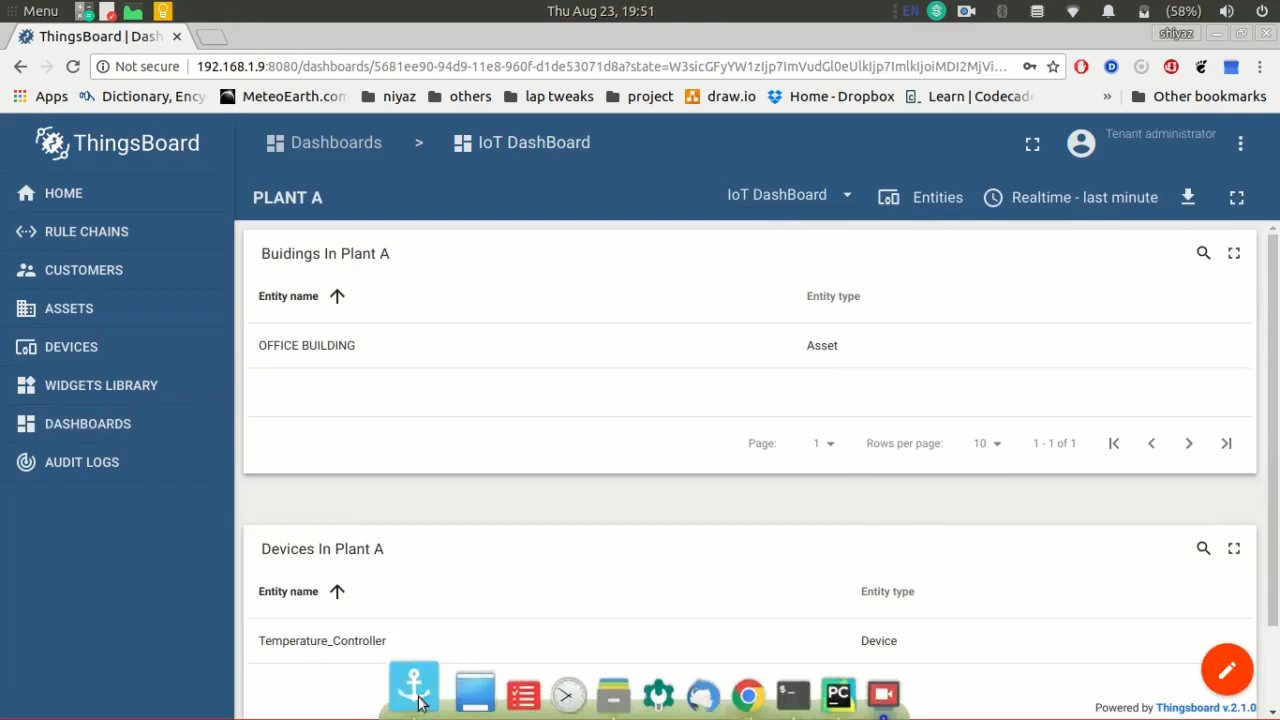 Menu
Thu Aug 23, 19:51
EN
(58%)
ThingsBoard | Dash
shiyaz
Not secure
192.168.1.9:8080/dashboards/5681ee90-94d9-11e8-960f-d1de53071d8a?state=W3sicGFyYW1zIjp7ImVudGl0eUlkIjp7ImlkIjoiMDI2MjVi...
Apps
Dictionary, Ency
MeteoEarth.com
niyaz
others
lap tweaks
project
draw.io
Home - Dropbox
Learn | Codecade
»
Other bookmarks
ThingsBoard
Dashboards > IoT DashBoard
Tenant administrator
HOME
RULE CHAINS
CUSTOMERS
ASSETS
DEVICES
WIDGETS LIBRARY
DASHBOARDS
AUDIT LOGS
PLANT A
IoT DashBoard
Entities
Realtime - last minute
Buidings In Plant A
Entity name
Entity type
OFFICE BUILDING
Asset
Page: 1
Rows per page: 10
1 - 1 of 1
Devices In Plant A
Entity name
Entity type
Temperature_Controller
Device
PC
Powered by Thingsboard v.2.1.0